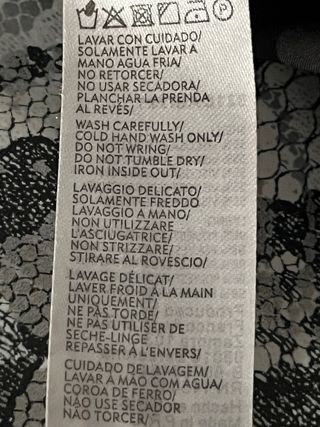 LAVAR CON CUIDADO/
SOLAMENTE LAVAR A
MANO AGUA FRIA/
NO RETORCER/
NO USAR SECADORA/
PLANCHAR LA PRENDA
AL REVÉS/
WASH CAREFULLY/
COLD HAND WASH ONLY/
DO NOT WRING/
DO NOT TUMBLE DRY/
IRON INSIDE OUT/
LAVAGGIO DELICATO/
SOLAMENTE FREDDO
LAVAGGIO A MANO/
NON UTILIZZARE
L'ASCIUGATRICE/
NON STRIZZARE/
STIRARE AL ROVESCIO/
LAVAGE DÉLICAT/
LAVER FROID À LA MAIN
UNIQUEMENT/
NE PAS TORDE/
NE PAS UTILISER DE
SECHE-LINGE
REPASSER À L'ENVERS/
CUIDADO DE LAVAGEM/
LAVAR A MÃO COM AGUA/
COROA DE FERRO/
NÃO USE SECADOR
NÃO TORCER/